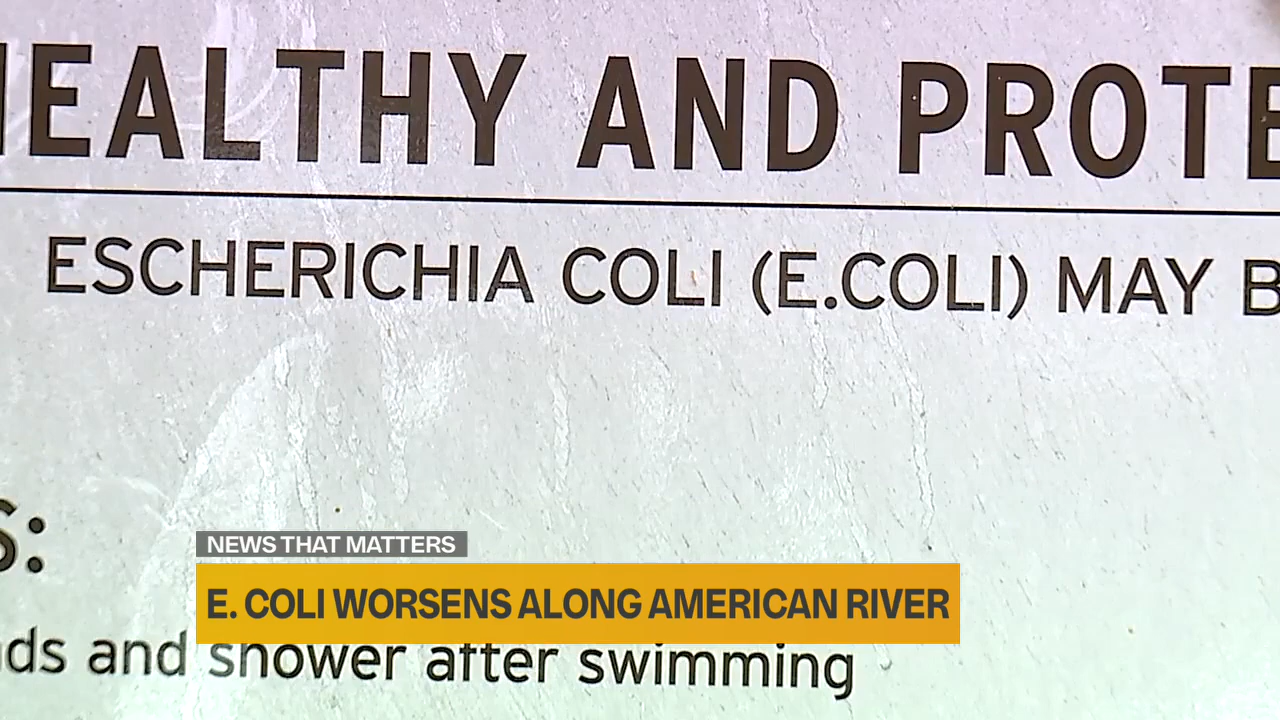 HEALTHY AND PROTE
ESCHERICHIA COLI (E.COLI) MAY B
S:
NEWS THAT MATTERS
E. COLI WORSENS ALONG AMERICAN RIVER
ds and shower after swimming